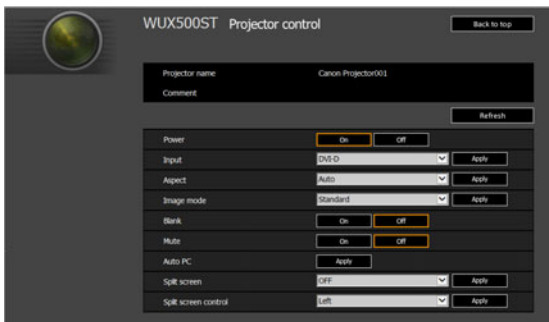 WUX500ST Projector control Back to top
Projector name Canon Projector001
Comment
Refresh
Power On Off
Input DVI-D Apply
Aspect Auto Apply
Image mode Standard Apply
Blank On Off
Mute On Off
Auto PC Apply
Split screen OFF Apply
Split screen control Left Apply